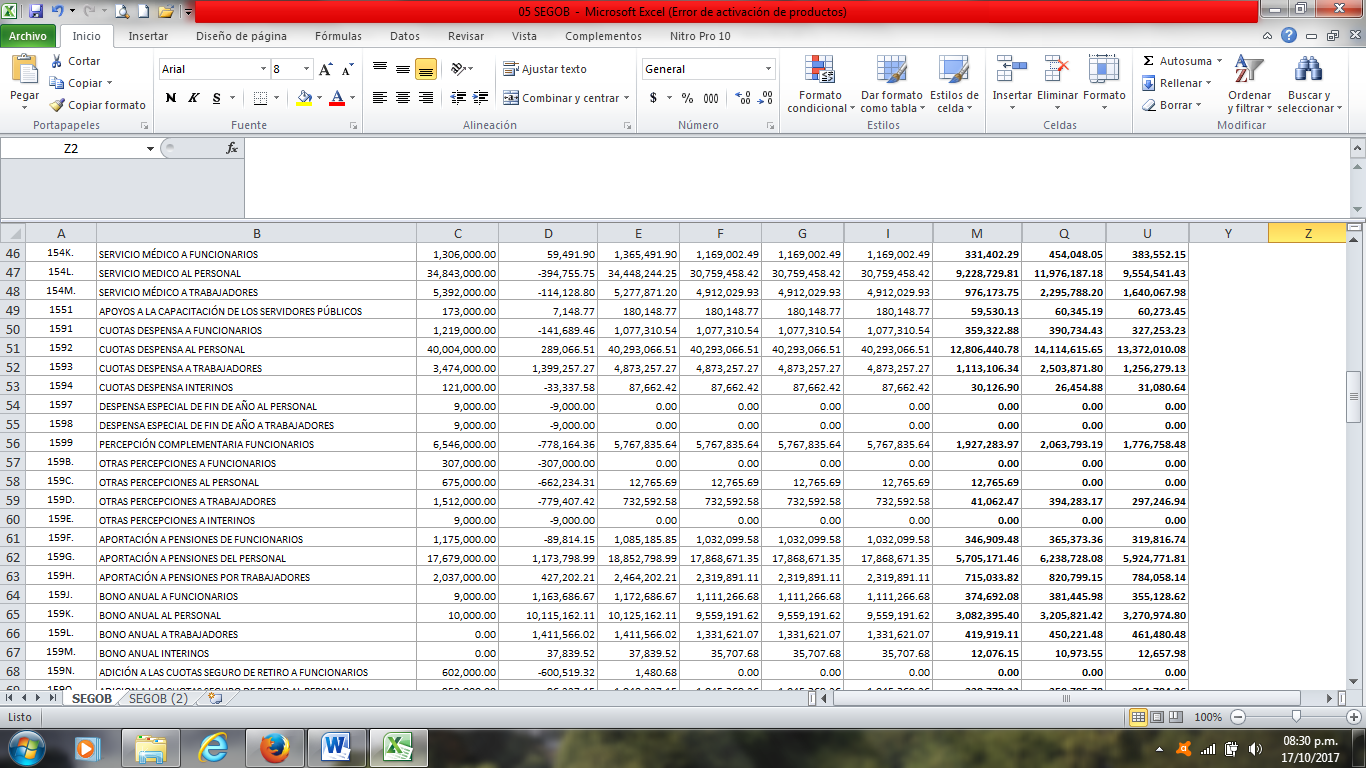 05 SEGOB - Microsoft Excel (Error de activación de productos)
Archivo Inicio Insertar Diseño de página Fórmulas Datos Revisar Vista Complementos Nitro Pro 10
Pegar
Cortar
Copiar
Copiar formato
Portapapeles
Arial 8
N K S
Fuente
Ajustar texto
Combinar y centrar
Alineación
General
$ % 000
Número
Formato condicional
Dar formato como tabla
Estilos de celda
Estilos
Insertar Eliminar Formato
Celdas
Autosuma
Rellenar
Borrar
Ordenar y filtrar
Buscar y seleccionar
Modificar
Z2 fx
A B C D E F G I M Q U Y Z
46 154K. SERVICIO MÉDICO A FUNCIONARIOS 1,306,000.00 59,491.90 1,365,491.90 1,169,002.49 1,169,002.49 1,169,002.49 331,402.29 454,048.05 383,552.15
47 154L. SERVICIO MEDICO AL PERSONAL 34,843,000.00 -394,755.75 34,448,244.25 30,759,458.42 30,759,458.42 30,759,458.42 9,228,729.81 11,976,187.18 9,554,541.43
48 154M. SERVICIO MÉDICO A TRABAJADORES 5,392,000.00 -114,128.80 5,277,871.20 4,912,029.93 4,912,029.93 4,912,029.93 976,173.75 2,295,788.20 1,640,067.98
49 1551 APOYOS A LA CAPACITACIÓN DE LOS SERVIDORES PÚBLICOS 173,000.00 7,148.77 180,148.77 180,148.77 180,148.77 180,148.77 59,530.13 60,345.19 60,273.45
50 1591 CUOTAS DESPENSA A FUNCIONARIOS 1,219,000.00 -141,689.46 1,077,310.54 1,077,310.54 1,077,310.54 1,077,310.54 359,322.88 390,734.43 327,253.23
51 1592 CUOTAS DESPENSA AL PERSONAL 40,004,000.00 289,066.51 40,293,066.51 40,293,066.51 40,293,066.51 40,293,066.51 12,806,440.78 14,114,615.65 13,372,010.08
52 1593 CUOTAS DESPENSA A TRABAJADORES 3,474,000.00 1,399,257.27 4,873,257.27 4,873,257.27 4,873,257.27 4,873,257.27 1,113,106.34 2,503,871.80 1,256,279.13
53 1594 CUOTAS DESPENSA INTERINOS 121,000.00 -33,337.58 87,662.42 87,662.42 87,662.42 87,662.42 30,126.90 26,454.88 31,080.64
54 1597 DESPENSA ESPECIAL DE FIN DE AÑO AL PERSONAL 9,000.00 -9,000.00 0.00 0.00 0.00 0.00 0.00 0.00 0.00
55 1598 DESPENSA ESPECIAL DE FIN DE AÑO A TRABAJADORES 9,000.00 -9,000.00 0.00 0.00 0.00 0.00 0.00 0.00 0.00
56 1599 PERCEPCIÓN COMPLEMENTARIA FUNCIONARIOS 6,546,000.00 -778,164.36 5,767,835.64 5,767,835.64 5,767,835.64 5,767,835.64 1,927,283.97 2,063,793.19 1,776,758.48
57 159B. OTRAS PERCEPCIONES A FUNCIONARIOS 307,000.00 -307,000.00 0.00 0.00 0.00 0.00 0.00 0.00 0.00
58 159C. OTRAS PERCEPCIONES AL PERSONAL 675,000.00 -662,234.31 12,765.69 12,765.69 12,765.69 12,765.69 12,765.69 0.00 0.00
59 159D. OTRAS PERCEPCIONES A TRABAJADORES 1,512,000.00 -779,407.42 732,592.58 732,592.58 732,592.58 732,592.58 41,062.47 394,283.17 297,246.94
60 159E. OTRAS PERCEPCIONES A INTERINOS 9,000.00 -9,000.00 0.00 0.00 0.00 0.00 0.00 0.00 0.00
61 159F. APORTACIÓN A PENSIONES DE FUNCIONARIOS 1,175,000.00 -89,814.15 1,085,185.85 1,032,099.58 1,032,099.58 1,032,099.58 346,909.48 365,373.36 319,816.74
62 159G. APORTACIÓN A PENSIONES DEL PERSONAL 17,679,000.00 1,173,798.99 18,852,798.99 17,868,671.35 17,868,671.35 17,868,671.35 5,705,171.46 6,238,728.08 5,924,771.81
63 159H. APORTACIÓN A PENSIONES POR TRABAJADORES 2,037,000.00 427,202.21 2,464,202.21 2,319,891.11 2,319,891.11 2,319,891.11 715,033.82 820,799.15 784,058.14
64 159J. BONO ANUAL A FUNCIONARIOS 9,000.00 1,163,686.67 1,172,686.67 1,111,266.68 1,111,266.68 1,111,266.68 374,692.08 381,445.98 355,128.62
65 159K. BONO ANUAL AL PERSONAL 10,000.00 10,115,162.11 10,125,162.11 9,559,191.62 9,559,191.62 9,559,191.62 3,082,395.40 3,205,821.42 3,270,974.80
66 159L. BONO ANUAL A TRABAJADORES 0.00 1,411,566.02 1,411,566.02 1,331,621.07 1,331,621.07 1,331,621.07 419,919.11 450,221.48 461,480.48
67 159M. BONO ANUAL INTERINOS 0.00 37,839.52 37,839.52 35,707.68 35,707.68 35,707.68 12,076.15 10,973.55 12,657.98
68 159N. ADICIÓN A LAS CUOTAS SEGURO DE RETIRO A FUNCIONARIOS 602,000.00 -600,519.32 1,480.68 0.00 0.00 0.00 0.00 0.00 0.00
SEGOB SEGOB (2)
Listo 100%
08:30 p.m.
17/10/2017